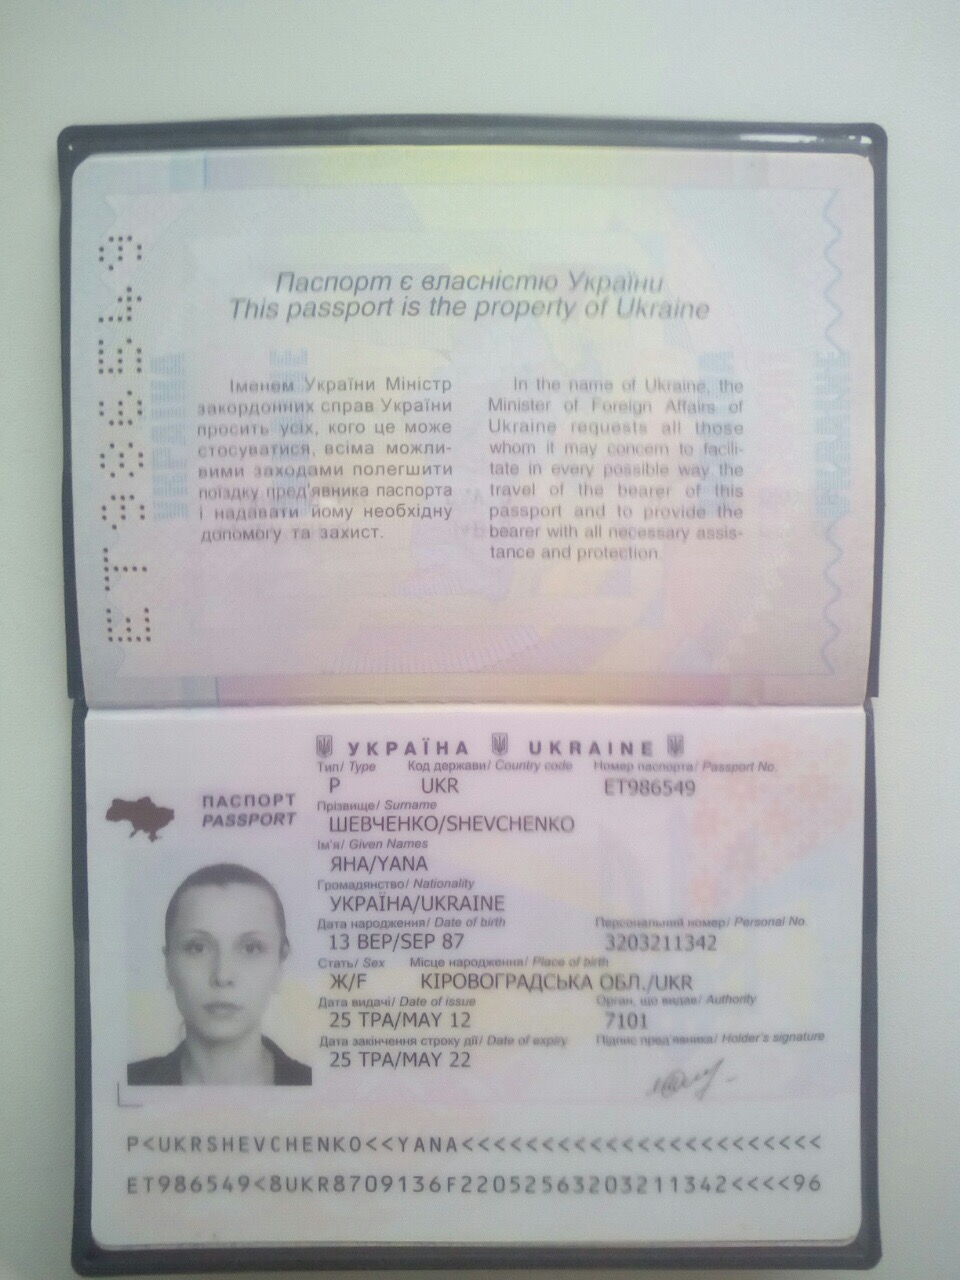 ET986549
Паспорт є власністю України
This passport is the property of Ukraine
Іменем України Міністр
закордонних справ України
просить усіх, кого це може
стосуватися, всіма можли-
вими заходами полегшити
поїздку пред'явника паспорта
і надавати йому необхідну
допомогу та захист.
In the name of Ukraine, the
Minister of Foreign Affairs of
Ukraine requests all those
whom it may concern to facili-
tate in every possible way the
travel of the bearer of this
passport and to provide the
bearer with all necessary assis-
tance and protection.
УКРАЇНА UKRAINE
Тип/ Type Код держави/ Country code Номер паспорта/ Passport No.
P UKR ET986549
ПАСПОРТ
PASSPORT
Прізвище/ Surname
ШЕВЧЕНКО/SHEVCHENKO
Ім'я/ Given Names
ЯНА/YANA
Громадянство/ Nationality
УКРАЇНА/UKRAINE
Дата народження/ Date of birth Персональний номер/ Personal No.
13 ВЕР/SEP 87 3203211342
Стать/ Sex Місце народження/ Place of birth
Ж/F КІРОВОГРАДСЬКА ОБЛ./UKR
Дата видачі/ Date of issue Орган, що видав/ Authority
25 ТРА/MAY 12 7101
Дата закінчення строку дії/ Date of expiry Підпис пред'явника/ Holder's signature
25 ТРА/MAY 22
P<UKRSHEVCHENKO<<YANA<<<<<<<<<<<<<<<<<<<<<<<
ET986549<8UKR8709136F22052563203211342<<<<96